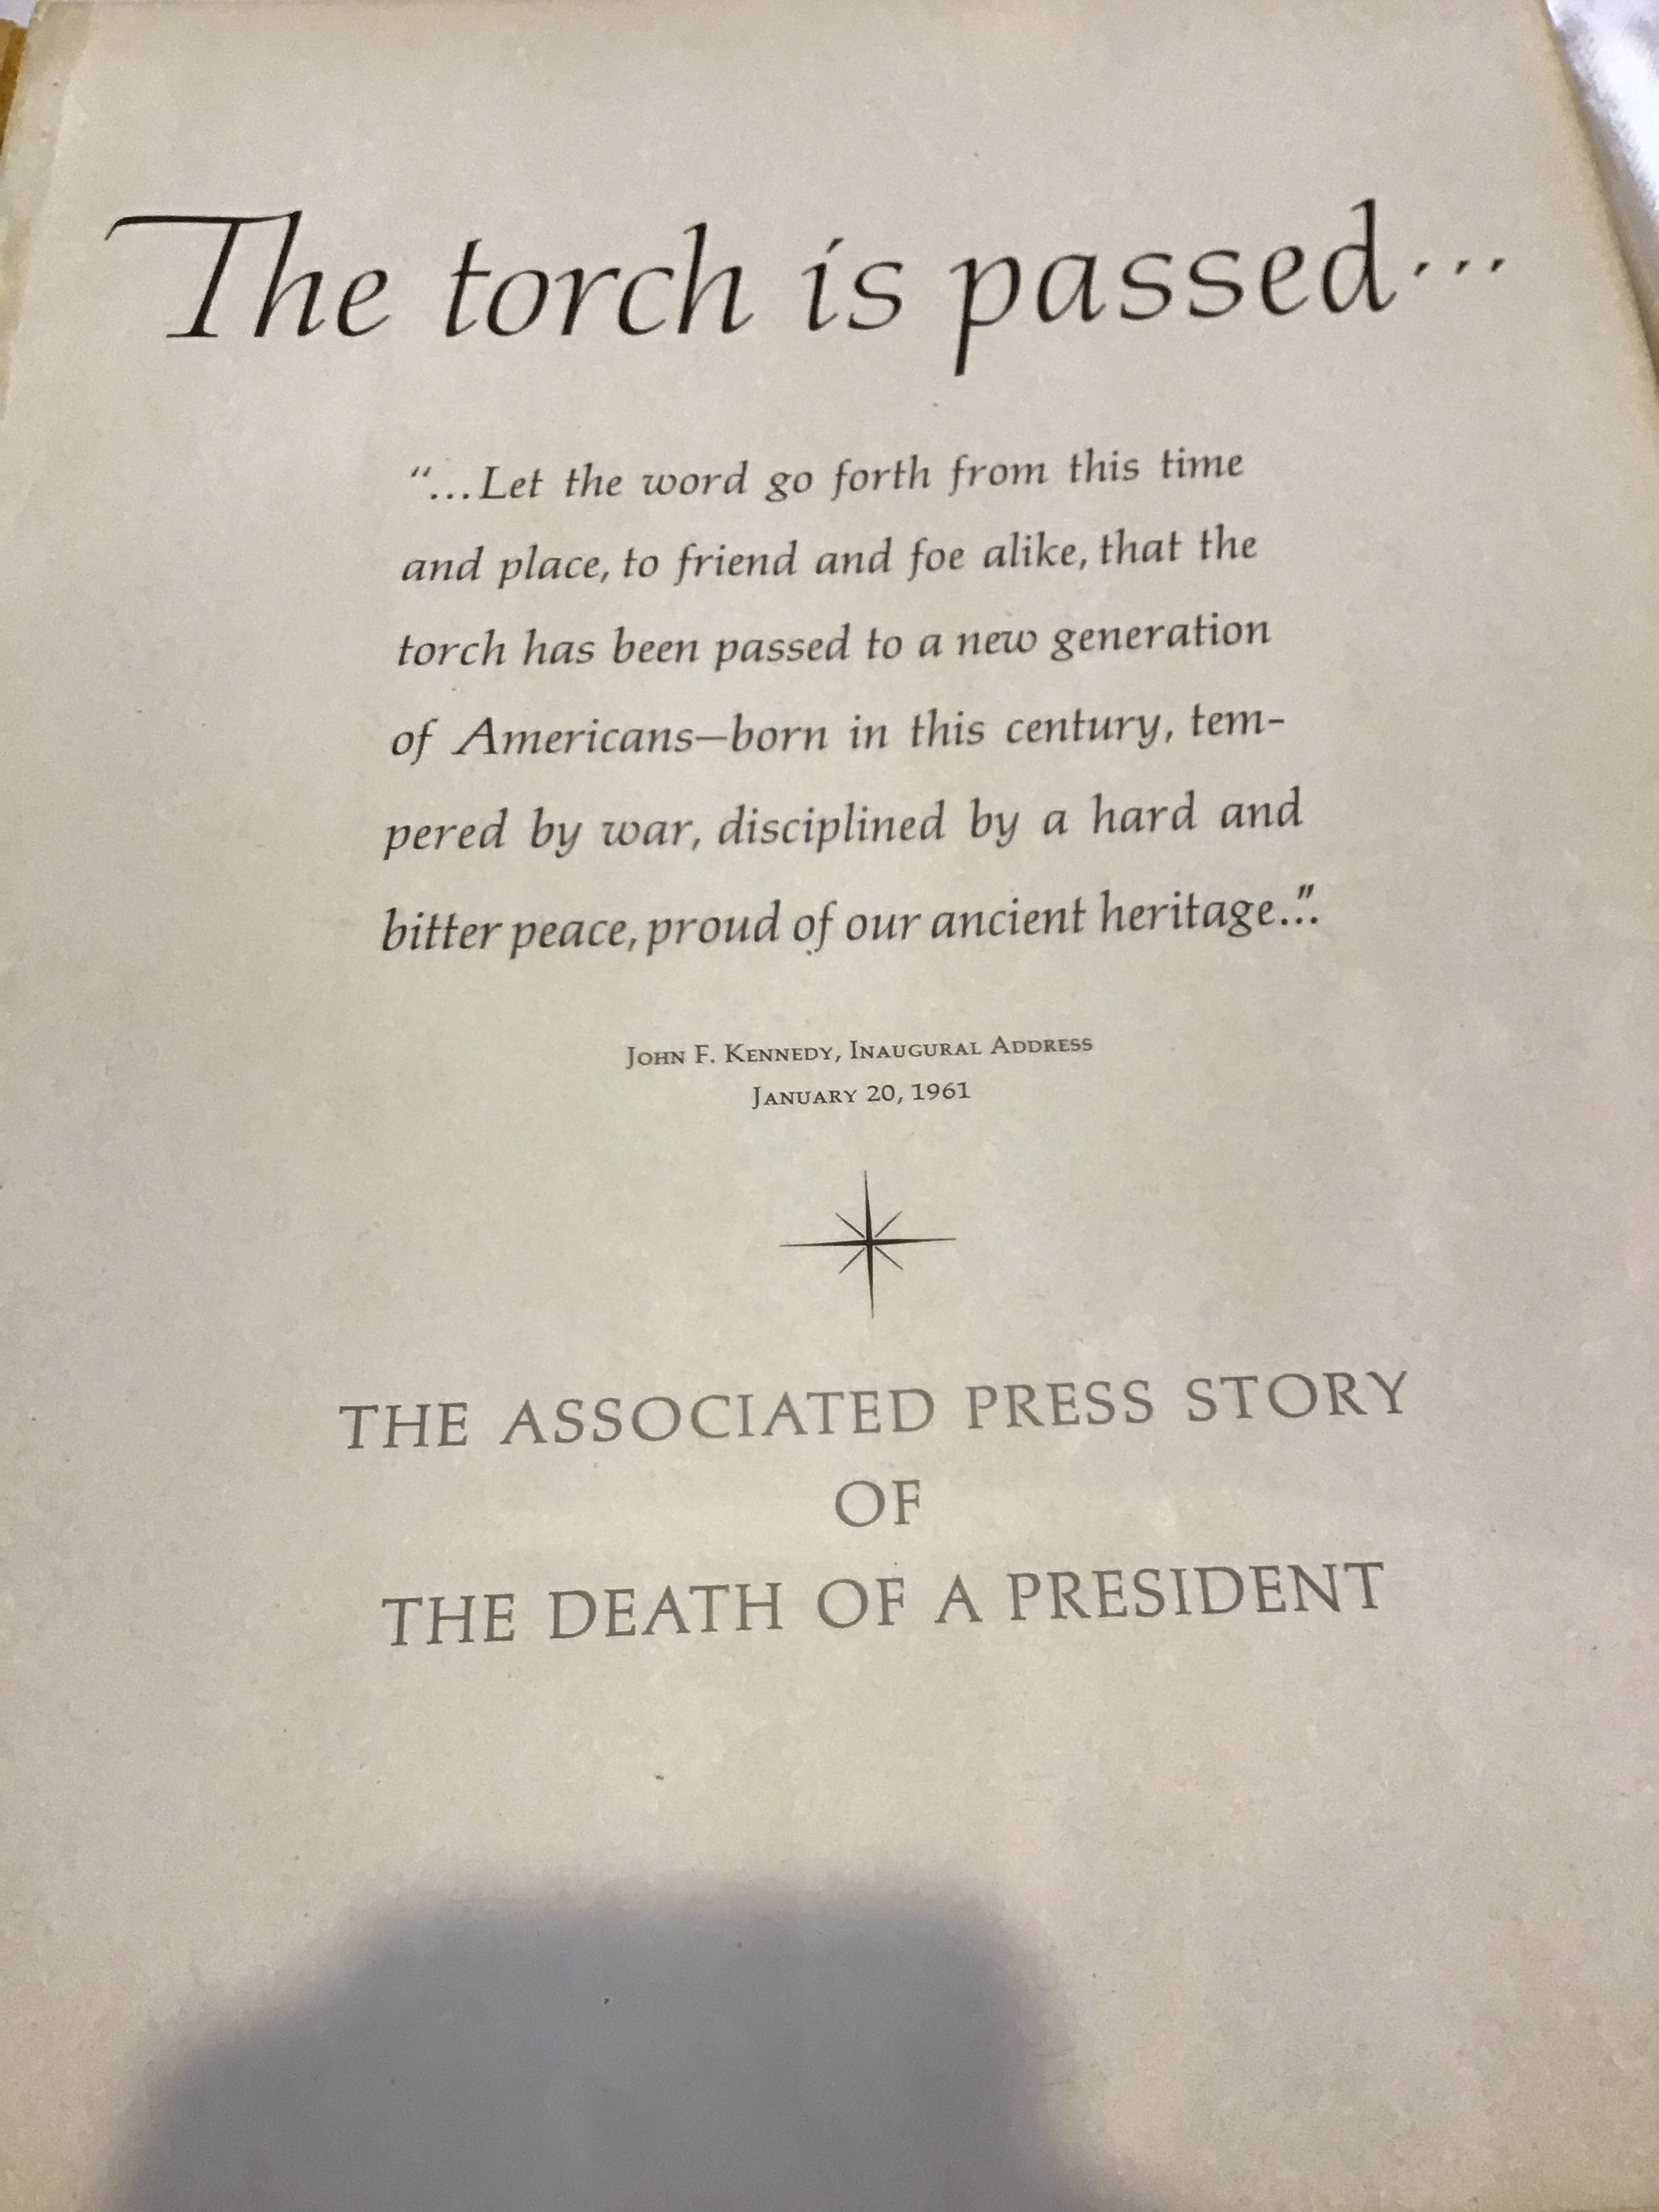 The torch is passed...
“...Let the word go forth from this time
and place, to friend and foe alike, that the
torch has been passed to a new generation
of Americans—born in this century, tem-
pered by war, disciplined by a hard and
bitter peace, proud of our ancient heritage...”
John F. Kennedy, Inaugural Address
January 20, 1961
THE ASSOCIATED PRESS STORY
OF
THE DEATH OF A PRESIDENT